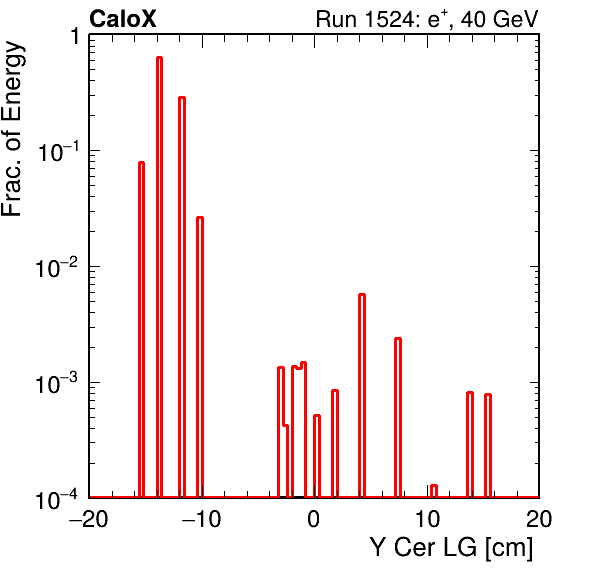 CaloX Run 1524: e⁺, 40 GeV
Frac. of Energy
1
10⁻¹
10⁻²
10⁻³
10⁻⁴
−20 −10 0 10 20
Y Cer LG [cm]